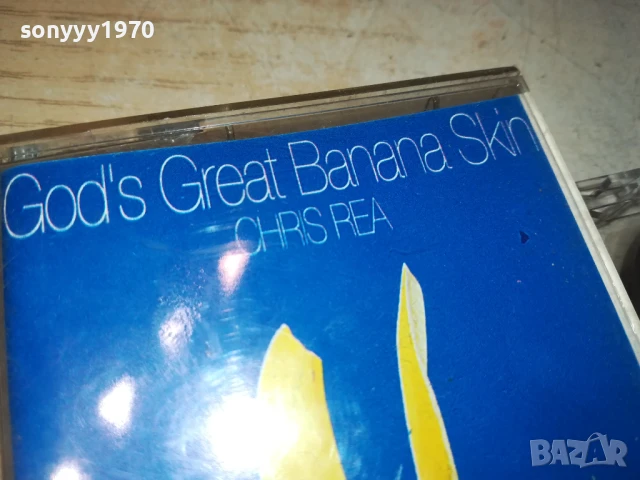 sonyyy1970
God's Great Banana Skin
CHRIS REA
BAZAR